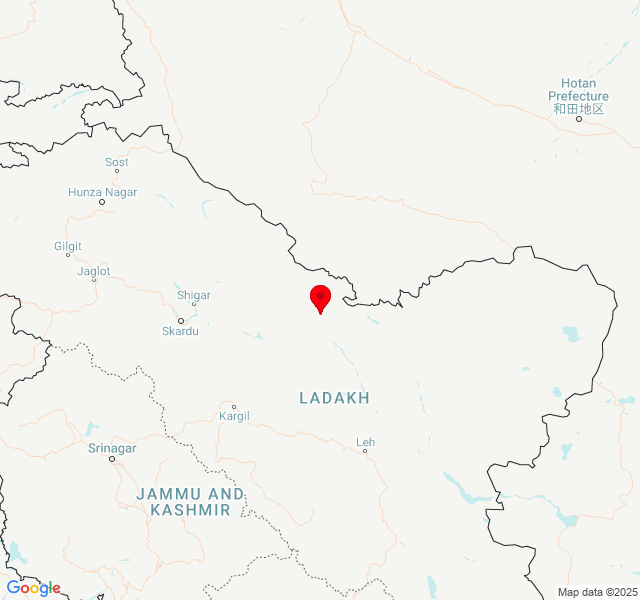 Hotan
Prefecture
和田地区
Sost
Hunza Nagar
Gilgit
Jaglot
Shigar
Skardu
LADAKH
Kargil
Leh
Srinagar
JAMMU AND
KASHMIR
Google
Map data ©2025